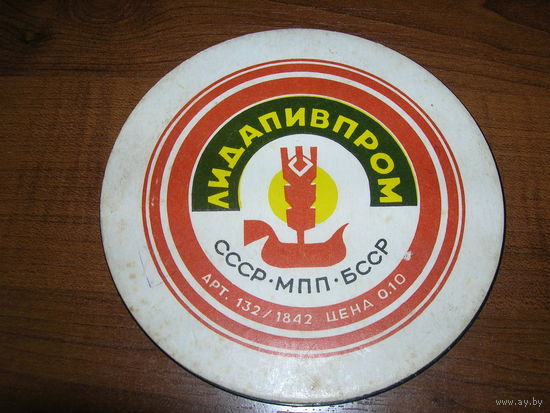 ЛИДАПИВПРОМ
СССР·МПП·БССР
АРТ. 132/1842 ЦЕНА 0.10
www.ay.by